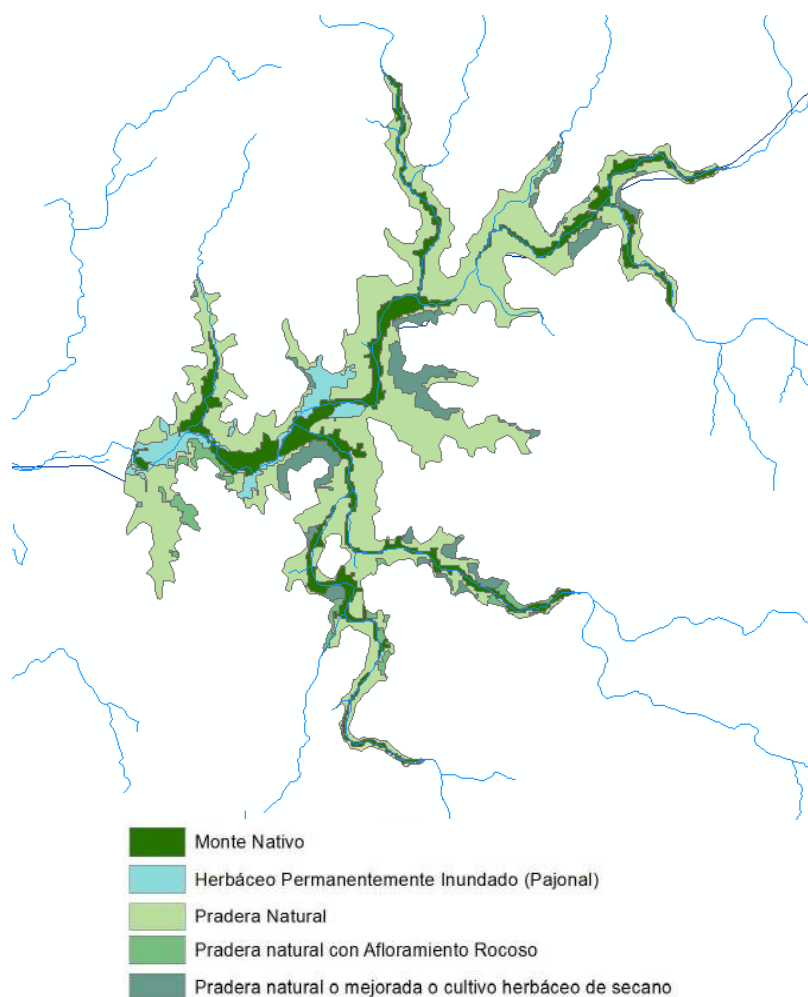 Monte Nativo
Herbáceo Permanentemente Inundado (Pajonal)
Pradera Natural
Pradera natural con Afloramiento Rocoso
Pradera natural o mejorada o cultivo herbáceo de secano